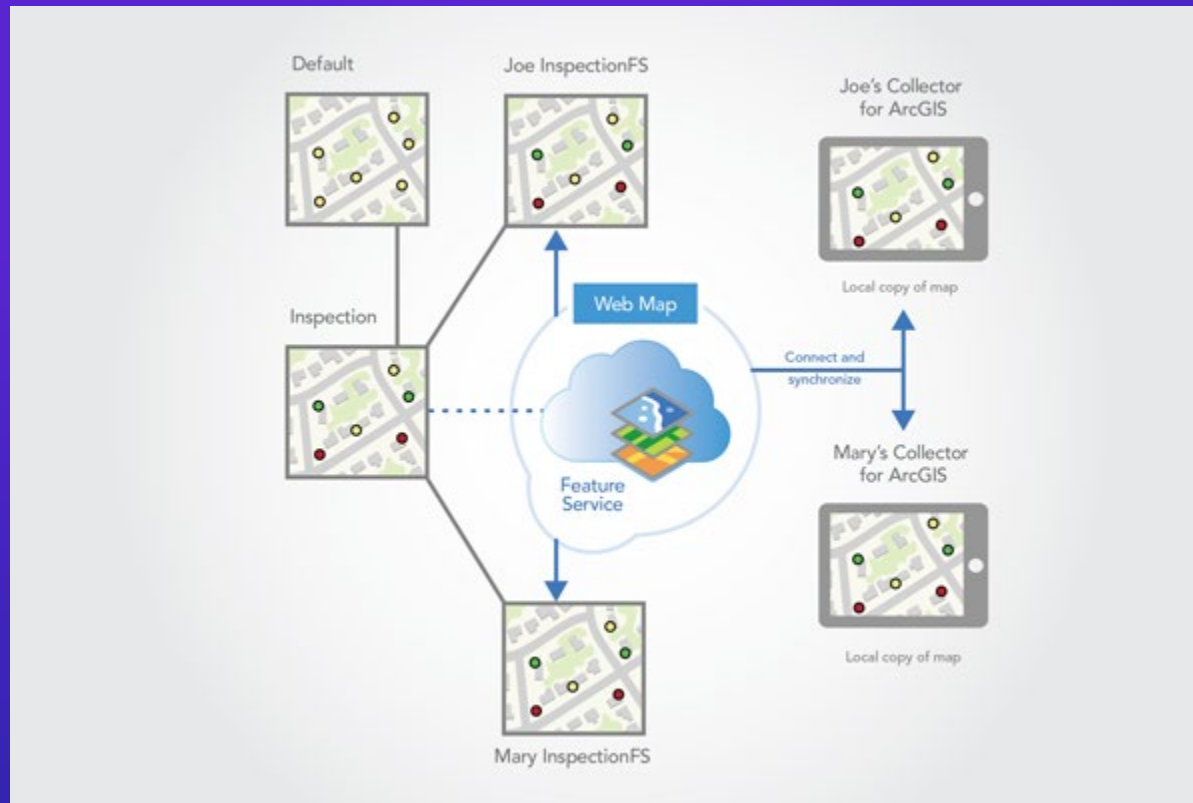 Default
Joe InspectionFS
Joe's Collector
for ArcGIS
Local copy of map
Inspection
Web Map
Connect and
synchronize
Feature
Service
Mary's Collector
for ArcGIS
Local copy of map
Mary InspectionFS